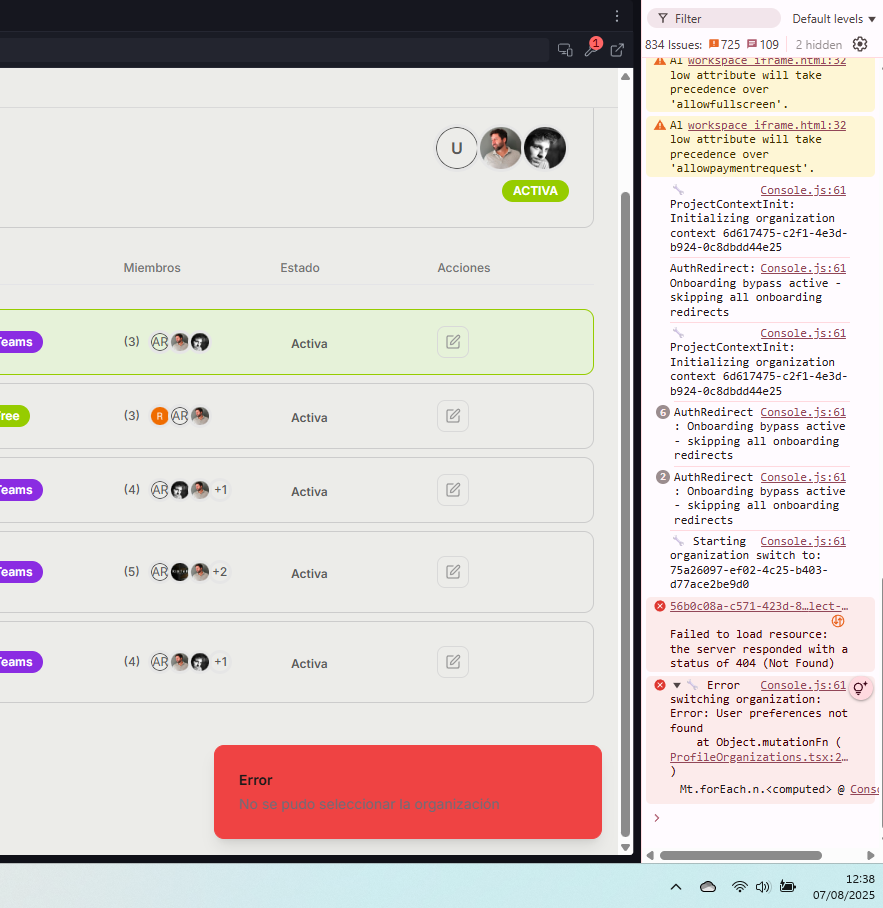 1
U
ACTIVA
Miembros Estado Acciones
Teams (3) AR Activa
Free (3) R AR Activa
Teams (4) AR +1 Activa
Teams (5) AR +2 Activa
Teams (4) AR +1 Activa
Error
No se pudo seleccionar la organización
Filter Default levels ▼
834 Issues: 725 109 2 hidden
Al workspace iframe.html:32
low attribute will take
precedence over
'allowfullscreen'.
Al workspace iframe.html:32
low attribute will take
precedence over
'allowpaymentrequest'.
Console.js:61
ProjectContextInit:
Initializing organization
context 6d617475-c2f1-4e3d-
b924-0c8dbdd44e25
AuthRedirect: Console.js:61
Onboarding bypass active -
skipping all onboarding
redirects
Console.js:61
ProjectContextInit:
Initializing organization
context 6d617475-c2f1-4e3d-
b924-0c8dbdd44e25
6 AuthRedirect Console.js:61
: Onboarding bypass active
- skipping all onboarding
redirects
2 AuthRedirect Console.js:61
: Onboarding bypass active
- skipping all onboarding
redirects
Starting Console.js:61
organization switch to:
75a26097-ef02-4c25-b403-
d77ace2be9d0
56b0c08a-c571-423d-8…lect-…
Failed to load resource:
the server responded with a
status of 404 (Not Found)
▼ Error Console.js:61
switching organization:
Error: User preferences not
found
at Object.mutationFn (
ProfileOrganizations.tsx:2…
)
Mt.forEach.n.<computed> @ Conso
>
12:38
07/08/2025